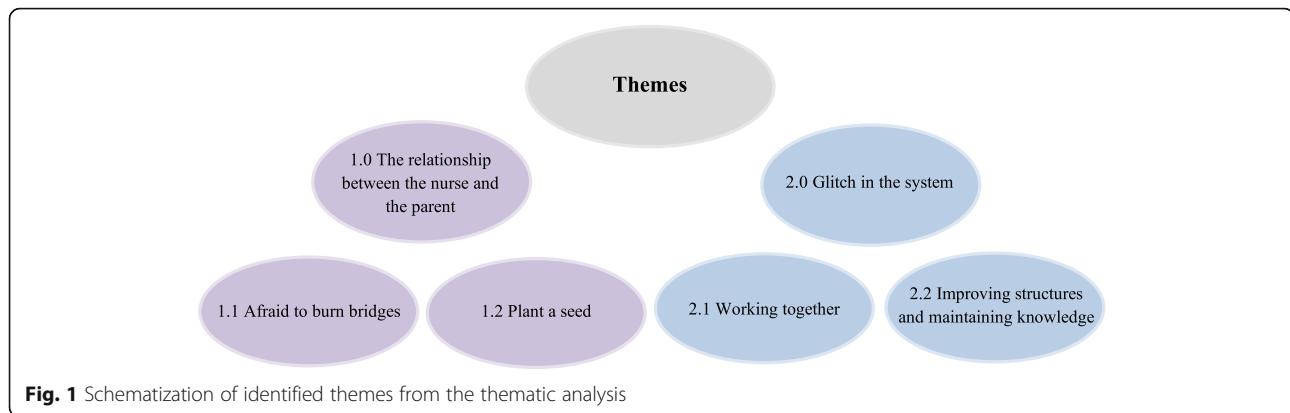 Themes
1.0 The relationship
between the nurse and
the parent
2.0 Glitch in the system
1.1 Afraid to burn bridges
1.2 Plant a seed
2.1 Working together
2.2 Improving structures
and maintaining knowledge
Fig. 1 Schematization of identified themes from the thematic analysis